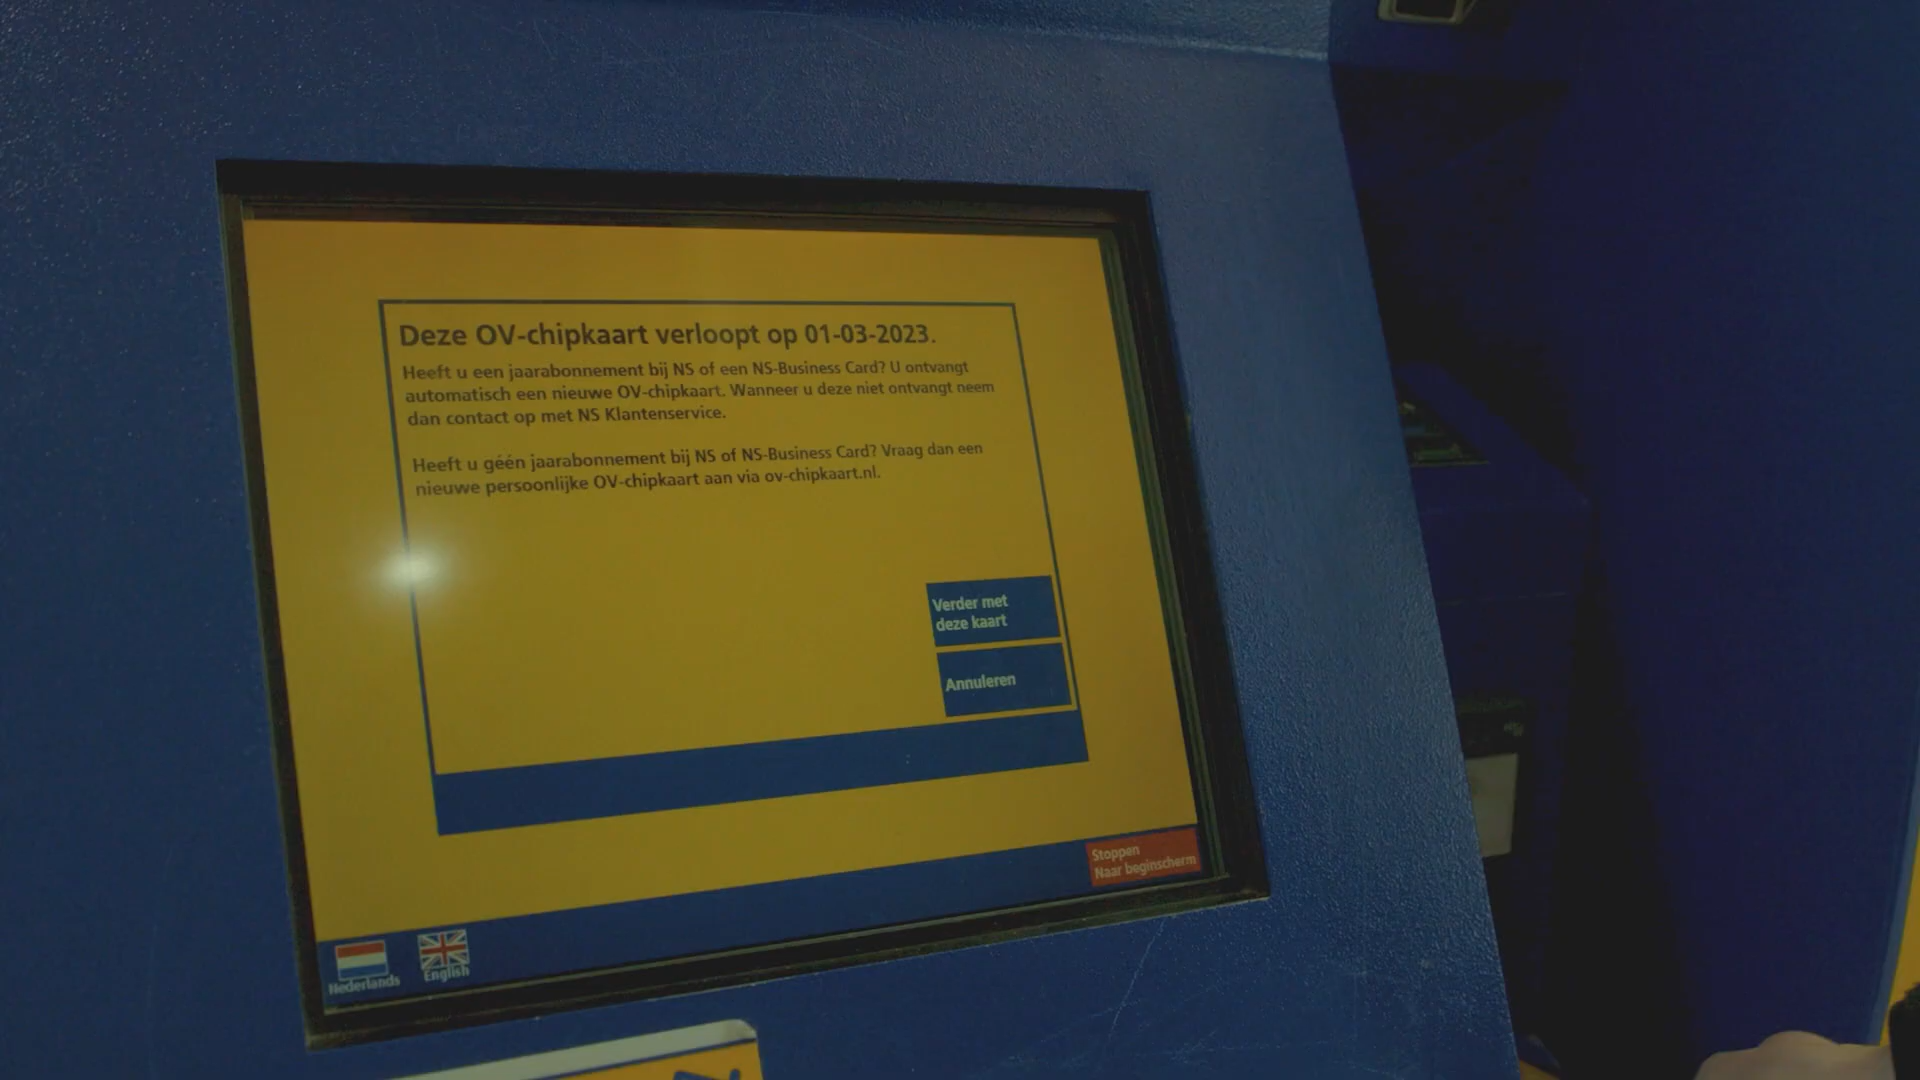 Deze OV-chipkaart verloopt op 01-03-2023.
Heeft u een jaarabonnement bij NS of een NS-Business Card? U ontvangt
automatisch een nieuwe OV-chipkaart. Wanneer u deze niet ontvangt neem
dan contact op met NS Klantenservice.
Heeft u géén jaarabonnement bij NS of NS-Business Card? Vraag dan een
nieuwe persoonlijke OV-chipkaart aan via ov-chipkaart.nl.
Verder met
deze kaart
Annuleren
Stoppen
Naar beginscherm
Nederlands
English